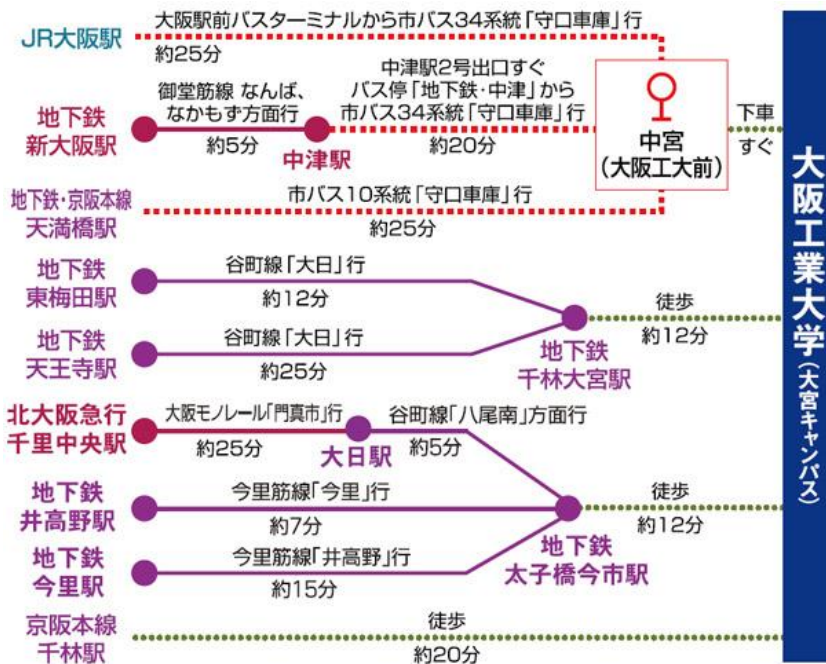 大阪駅前バスターミナルから市バス34系統「守口車庫」行
JR大阪駅
約25分
地下鉄
新大阪駅
御堂筋線 なんば、
なかもず方面行
約5分
中津駅
中津駅2号出口すぐ
バス停「地下鉄・中津」から
市バス34系統「守口車庫」行
約20分
中宮
(大阪工大前)
下車
すぐ
地下鉄・京阪本線
天満橋駅
市バス10系統「守口車庫」行
約25分
地下鉄
東梅田駅
谷町線「大日」行
約12分
地下鉄
天王寺駅
谷町線「大日」行
約25分
地下鉄
千林大宮駅
徒歩
約12分
北大阪急行
千里中央駅
大阪モノレール「門真市」行
約25分
大日駅
谷町線「八尾南」方面行
約5分
地下鉄
井高野駅
今里筋線「今里」行
約7分
地下鉄
今里駅
今里筋線「井高野」行
約15分
地下鉄
太子橋今市駅
徒歩
約12分
京阪本線
千林駅
徒歩
約20分
大阪工業大学(大宮キャンパス)